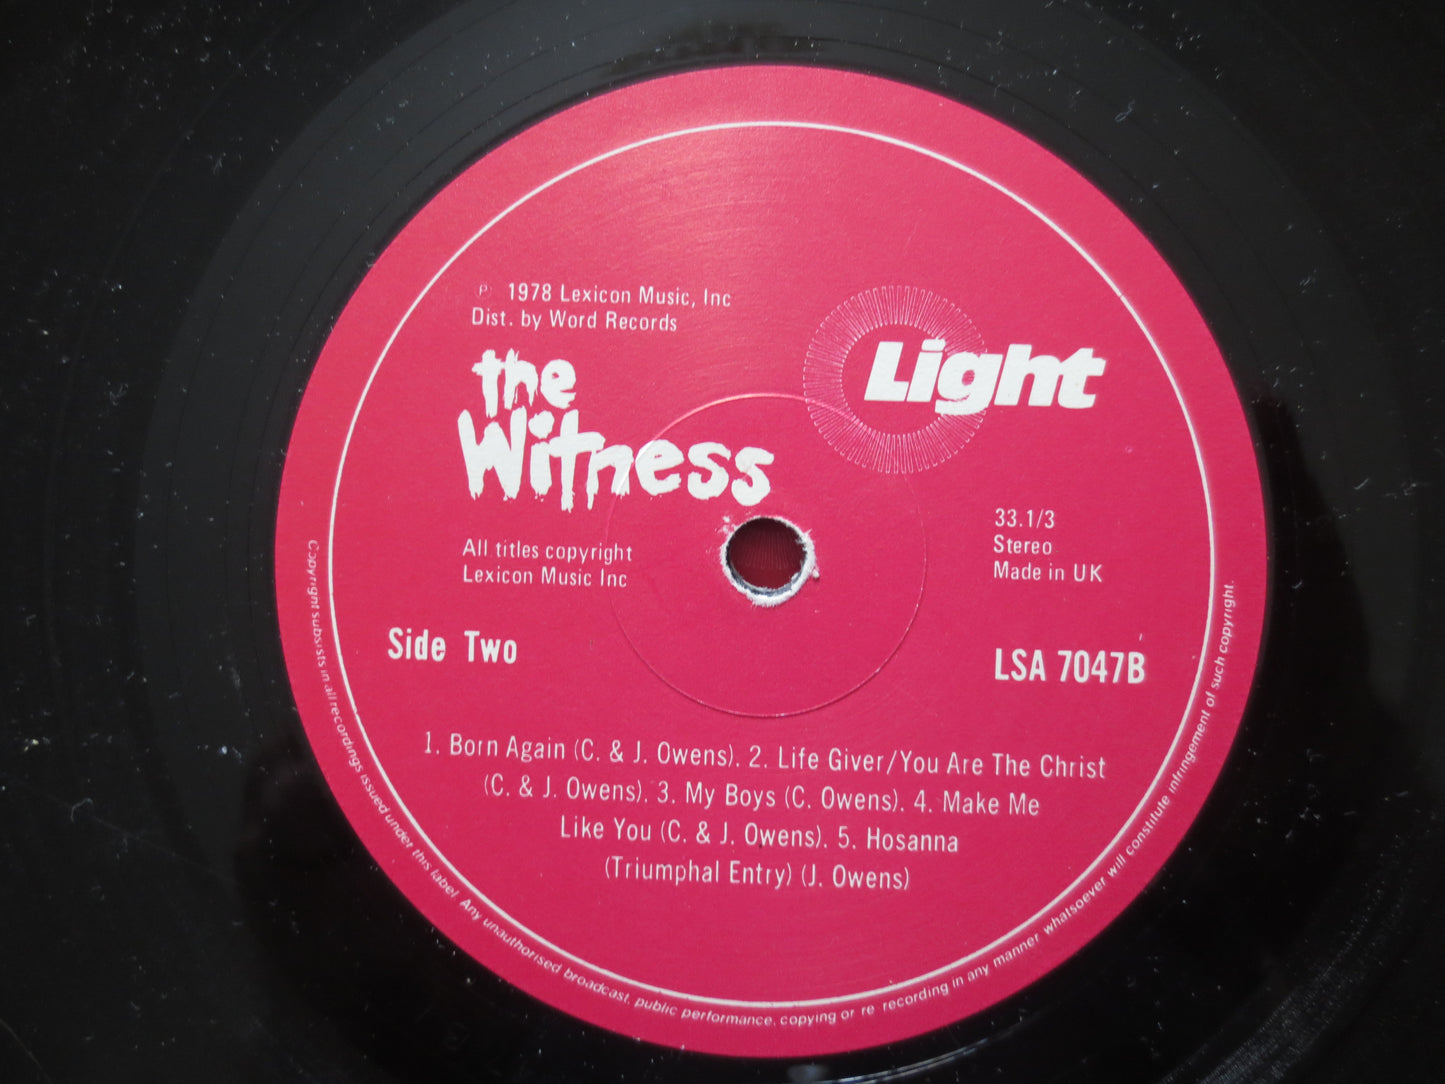 ℗ 1978 Lexicon Music, Inc
Dist. by Word Records
the
Witness
Light
All titles copyright
Lexicon Music Inc
33.1/3
Stereo
Made in UK
Side Two
LSA 7047B
1. Born Again (C. & J. Owens). 2. Life Giver/You Are The Christ
(C. & J. Owens). 3. My Boys (C. Owens). 4. Make Me
Like You (C. & J. Owens). 5. Hosanna
(Triumphal Entry) (J. Owens)
Copyright subsists in all recordings issued under this label. Any unauthorised broadcast, public performance, copying or re recording in any manner whatsoever will constitute infringement of such copyright.